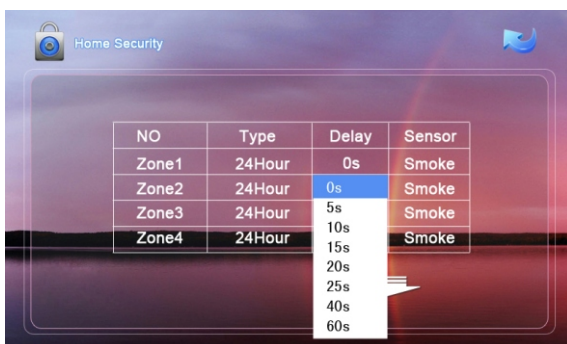 Home Security
NO Type Delay Sensor
Zone1 24Hour 0s Smoke
Zone2 24Hour Smoke
Zone3 24Hour Smoke
Zone4 24Hour Smoke
0s
5s
10s
15s
20s
25s
40s
60s